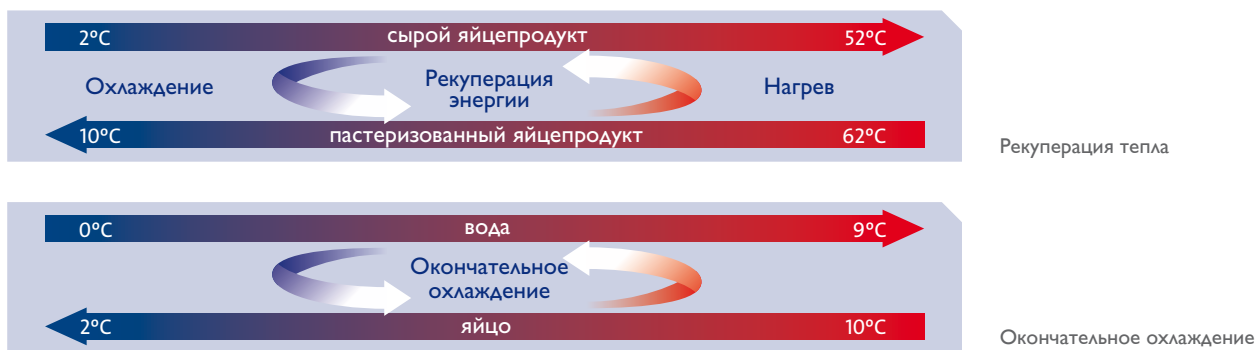 2°C сырой яйцепродукт 52°C
Охлаждение Рекуперация энергии Нагрев
10°C пастеризованный яйцепродукт 62°C
Рекуперация тепла
0°C вода 9°C
Окончательное
охлаждение
2°C яйцо 10°C
Окончательное охлаждение